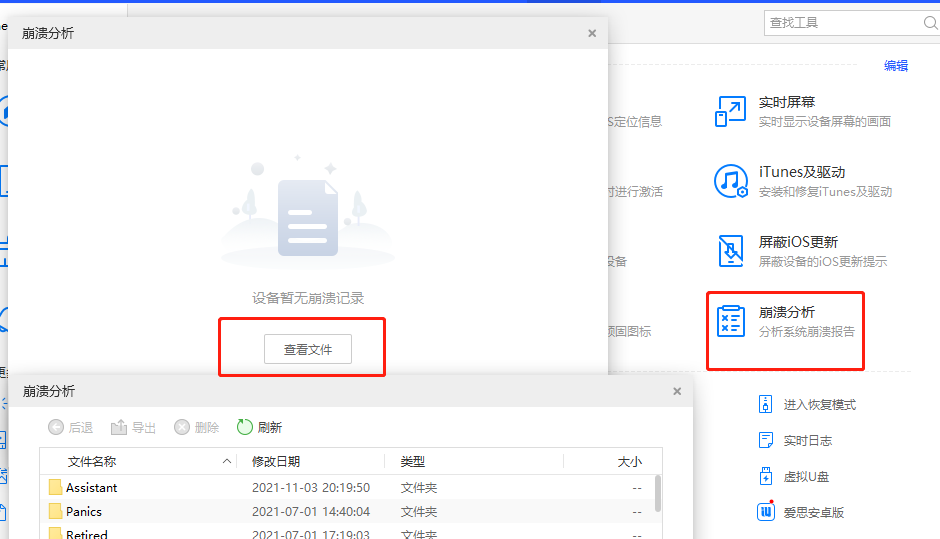 崩溃分析
查找工具
编辑
设备暂无崩溃记录
查看文件
S定位信息
时进行激活
设备
顽固图标
实时屏幕
实时显示设备屏幕的画面
iTunes及驱动
安装和修复iTunes及驱动
屏蔽iOS更新
屏蔽设备的iOS更新提示
崩溃分析
分析系统崩溃报告
进入恢复模式
实时日志
虚拟U盘
爱思安卓版
崩溃分析
后退 导出 删除 刷新
文件名称 修改日期 类型 大小
Assistant 2021-11-03 20:19:50 文件夹 --
Panics 2021-07-01 14:40:04 文件夹 --
Retired 2021-07-01 17:19:03 文件夹 --